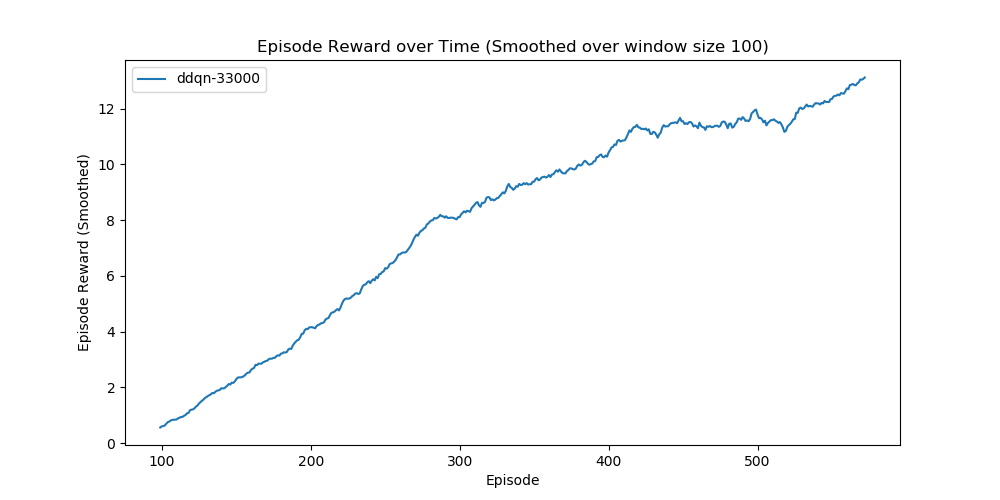 Episode Reward over Time (Smoothed over window size 100)
ddqn-33000
Episode Reward (Smoothed)
12
10
8
6
4
2
0
100 200 300 400 500
Episode